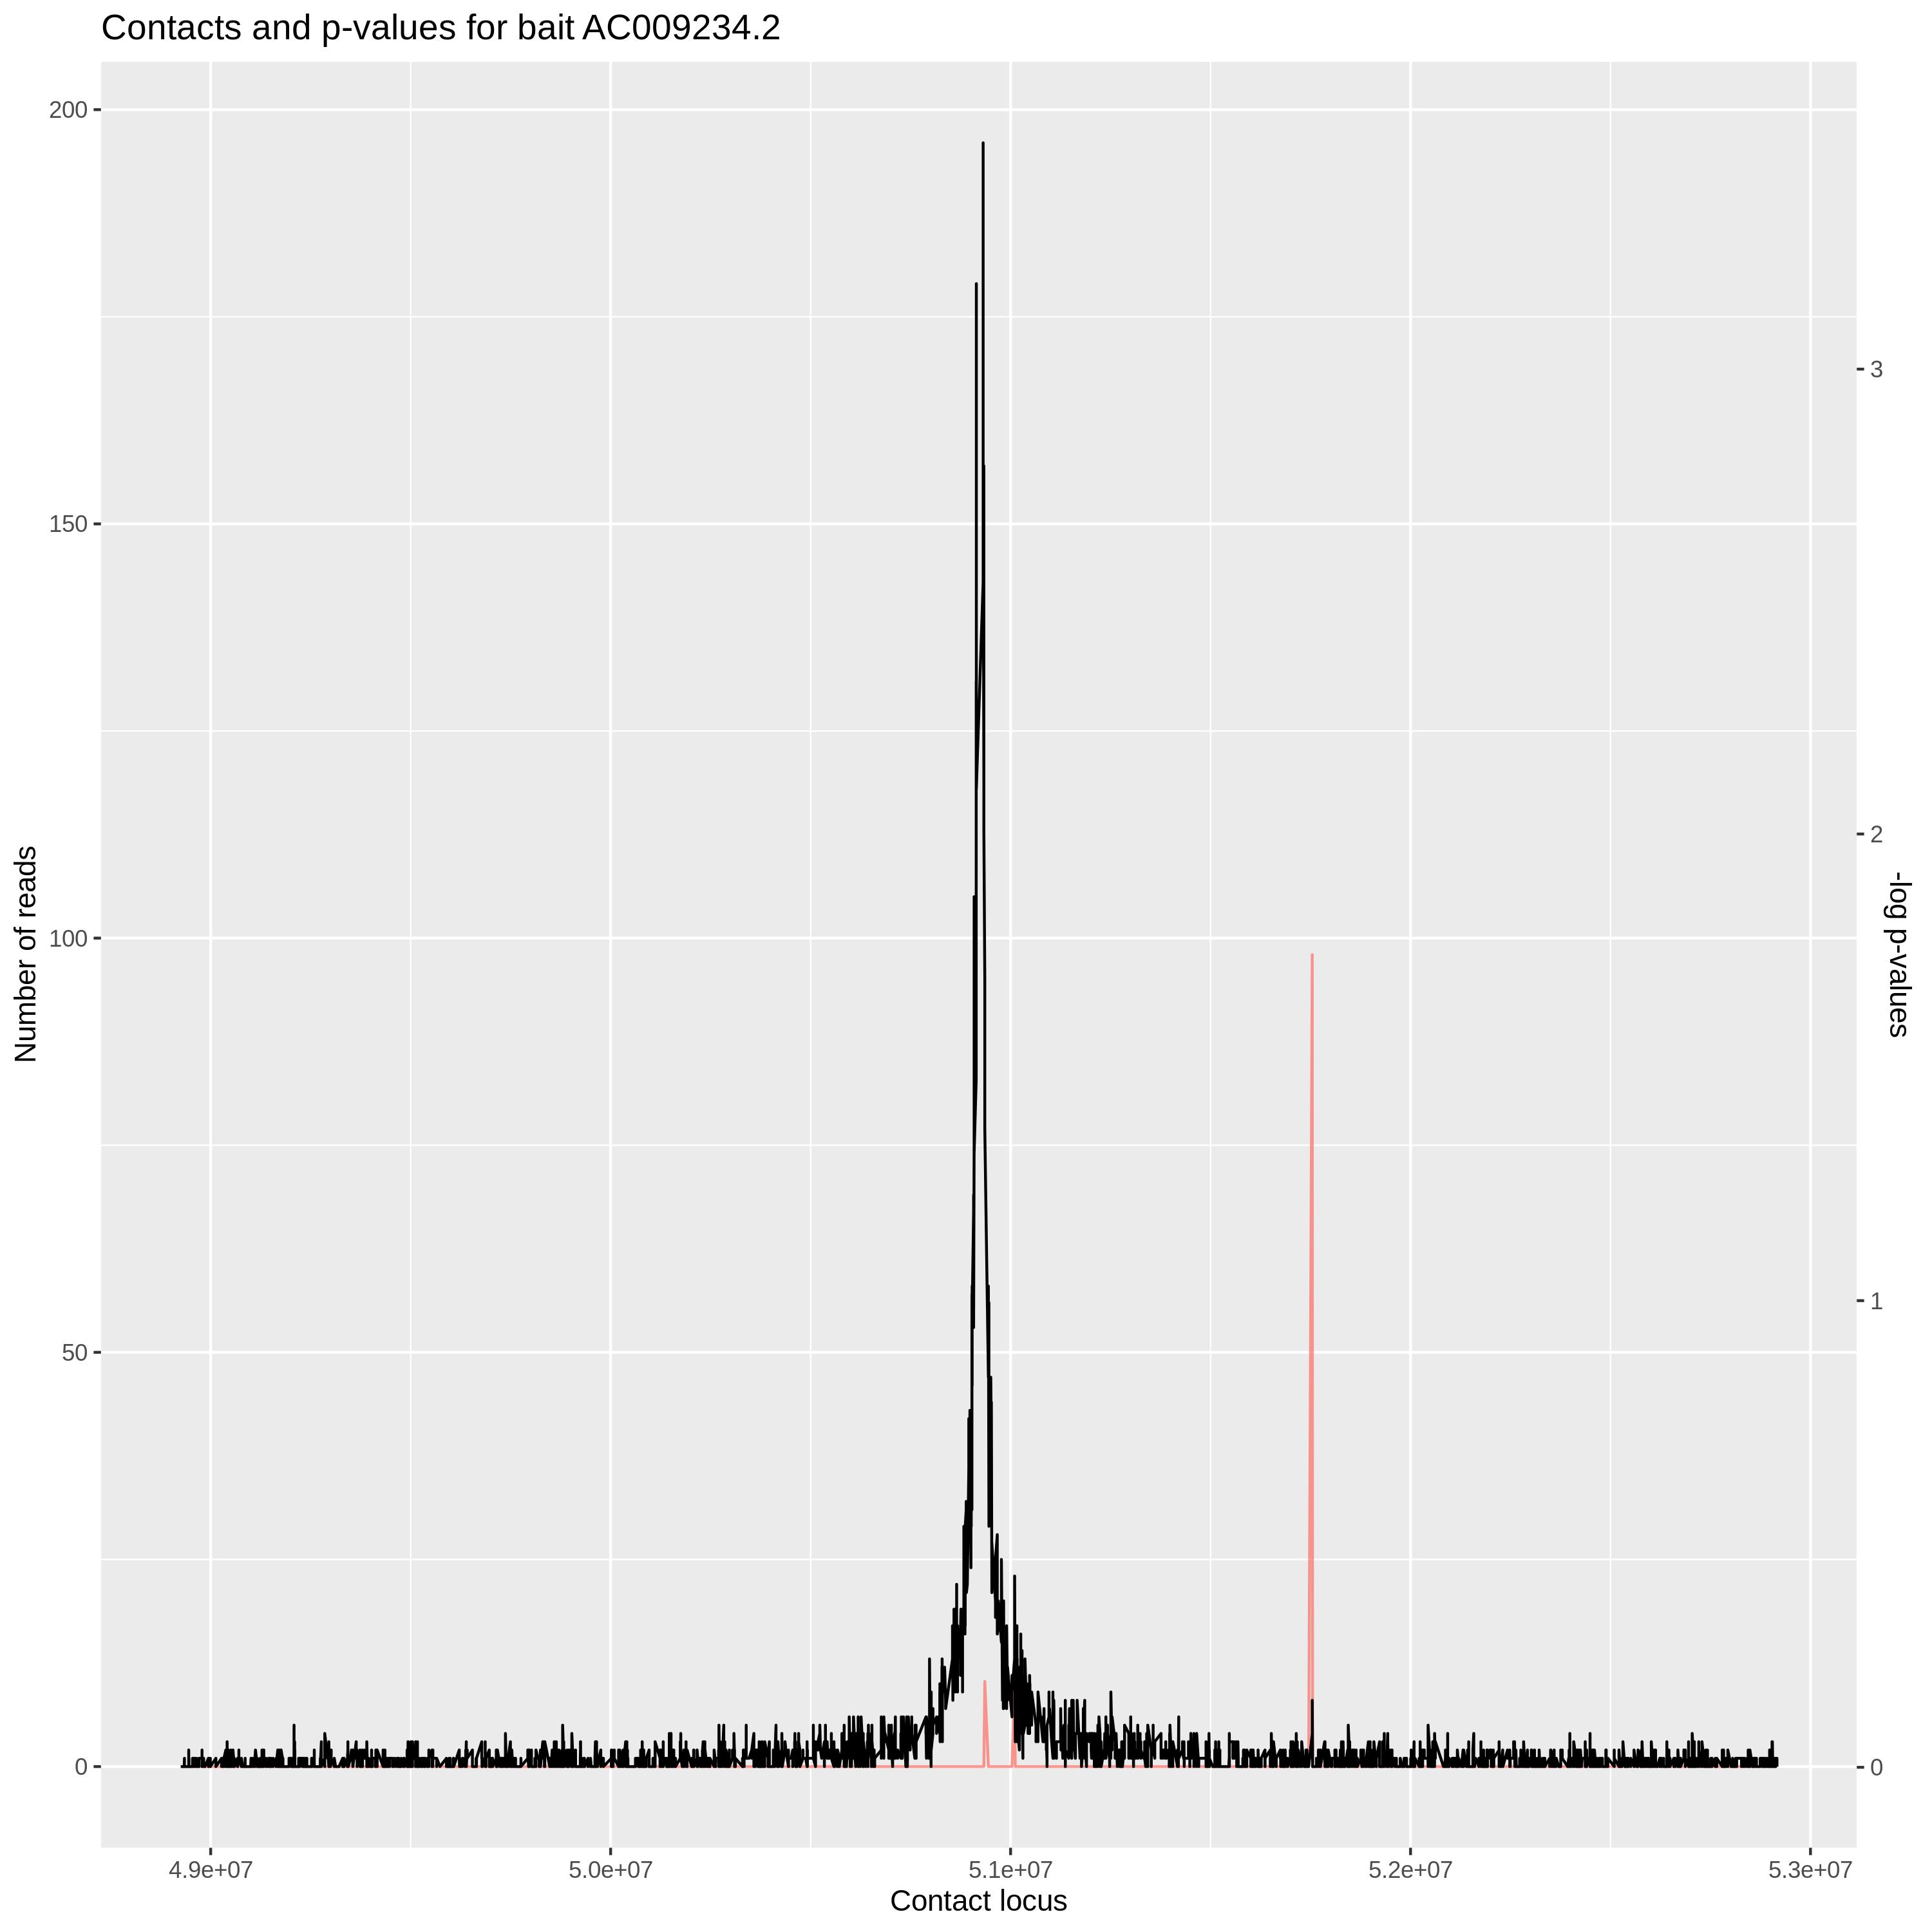 Contacts and p-values for bait AC009234.2
200
150
100
50
0
Number of reads
3
2
1
0
-log p-values
4.9e+07
5.0e+07
5.1e+07
5.2e+07
5.3e+07
Contact locus